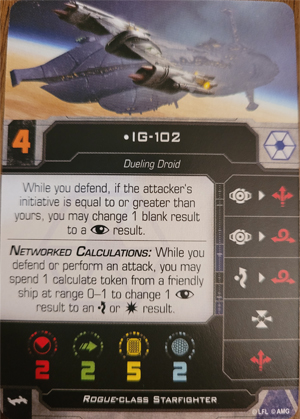 4
•IG-102
Dueling Droid
While you defend, if the attacker's
initiative is equal to or greater than
yours, you may change 1 blank result
to a result.
NETWORKED CALCULATIONS: While you
defend or perform an attack, you may
spend 1 calculate token from a friendly
ship at range 0–1 to change 1
result to an or result.
2 2 5 2
ROGUE-CLASS STARFIGHTER
© LFL © AMG